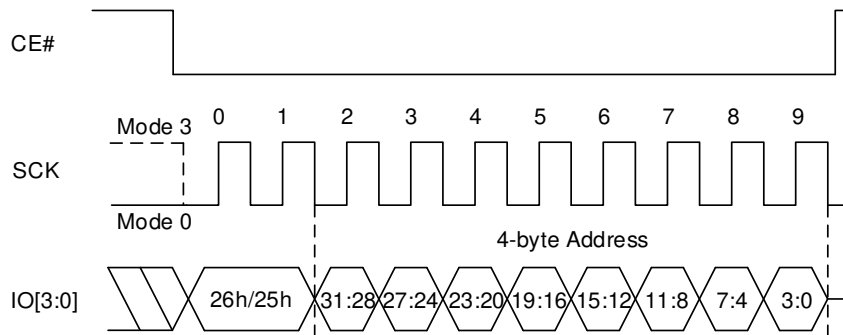 CE#
Mode 3
0 1 2 3 4 5 6 7 8 9
SCK
Mode 0
4-byte Address
IO[3:0]
26h/25h 31:28 27:24 23:20 19:16 15:12 11:8 7:4 3:0